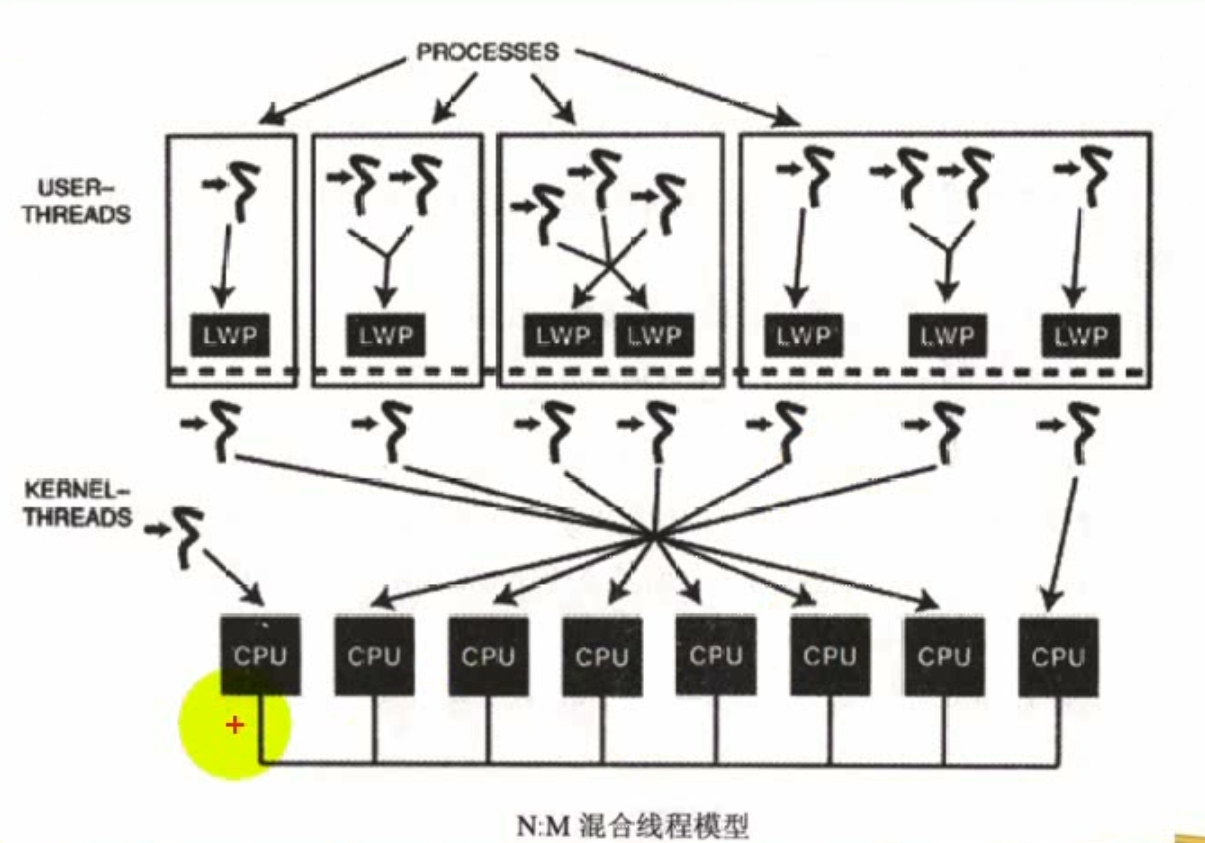 PROCESSES
USER-
THREADS
LWP LWP LWP LWP LWP LWP LWP
KERNEL-
THREADS
CPU CPU CPU CPU CPU CPU CPU CPU
N:M 混合线程模型